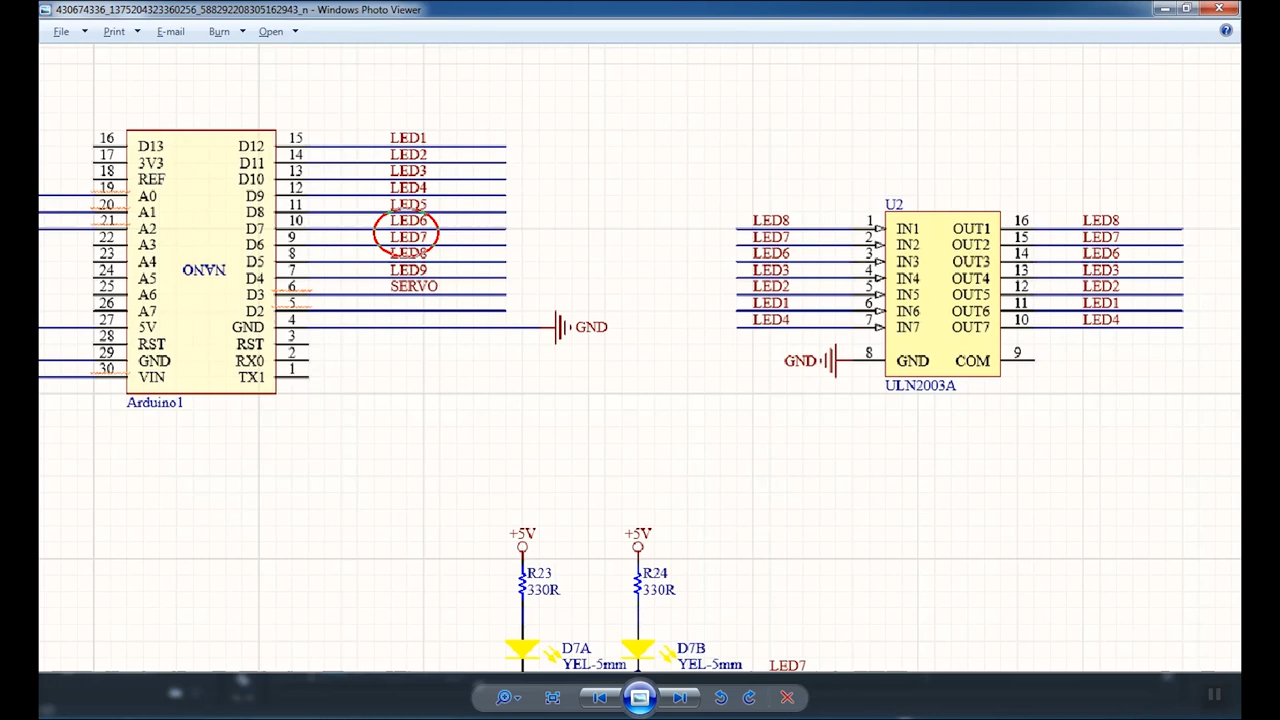 430674336_1375204323360256_588292208305162943_n - Windows Photo Viewer
File Print E-mail Burn Open
16 D13 D12 15 LED1
17 3V3 D11 14 LED2
18 REF D10 13 LED3
19 A0 D9 12 LED4
20 A1 D8 11 LED5
21 A2 D7 10 LED6
22 A3 D6 9 LED7
23 A4 D5 8 LED8
24 A5 NANO D4 7 LED9
25 A6 D3 6 SERVO
26 A7 D2 5
27 5V GND 4 GND
28 RST RST 3
29 GND RX0 2
30 VIN TX1 1
Arduino1
U2
LED8 1 IN1 OUT1 16 LED8
LED7 2 IN2 OUT2 15 LED7
LED6 3 IN3 OUT3 14 LED6
LED3 4 IN4 OUT4 13 LED3
LED2 5 IN5 OUT5 12 LED2
LED1 6 IN6 OUT6 11 LED1
LED4 7 IN7 OUT7 10 LED4
GND 8 GND COM 9
ULN2003A
+5V +5V
R23 R24
330R 330R
D7A D7B
YEL-5mm YEL-5mm LED7